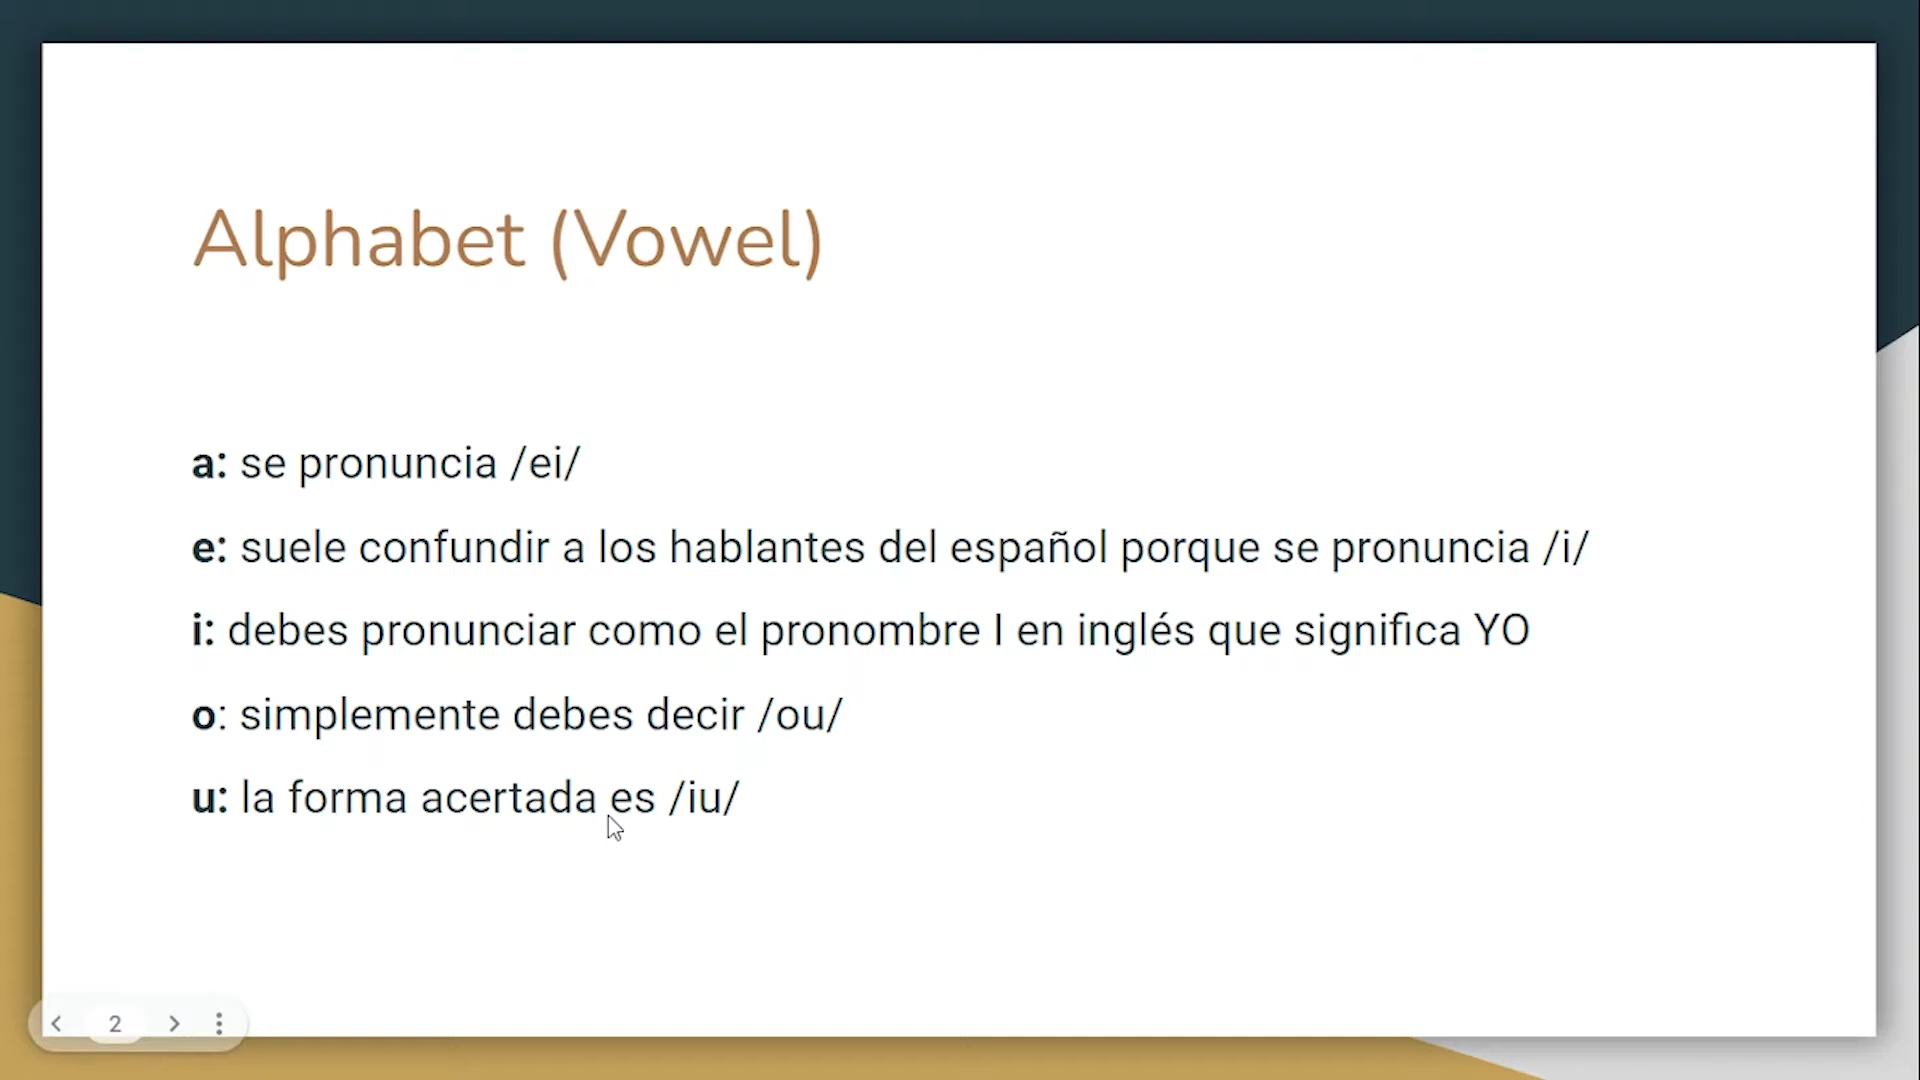 Alphabet (Vowel)
a: se pronuncia /ei/
e: suele confundir a los hablantes del español porque se pronuncia /i/
i: debes pronunciar como el pronombre I en inglés que significa YO
o: simplemente debes decir /ou/
u: la forma acertada es /iu/
2